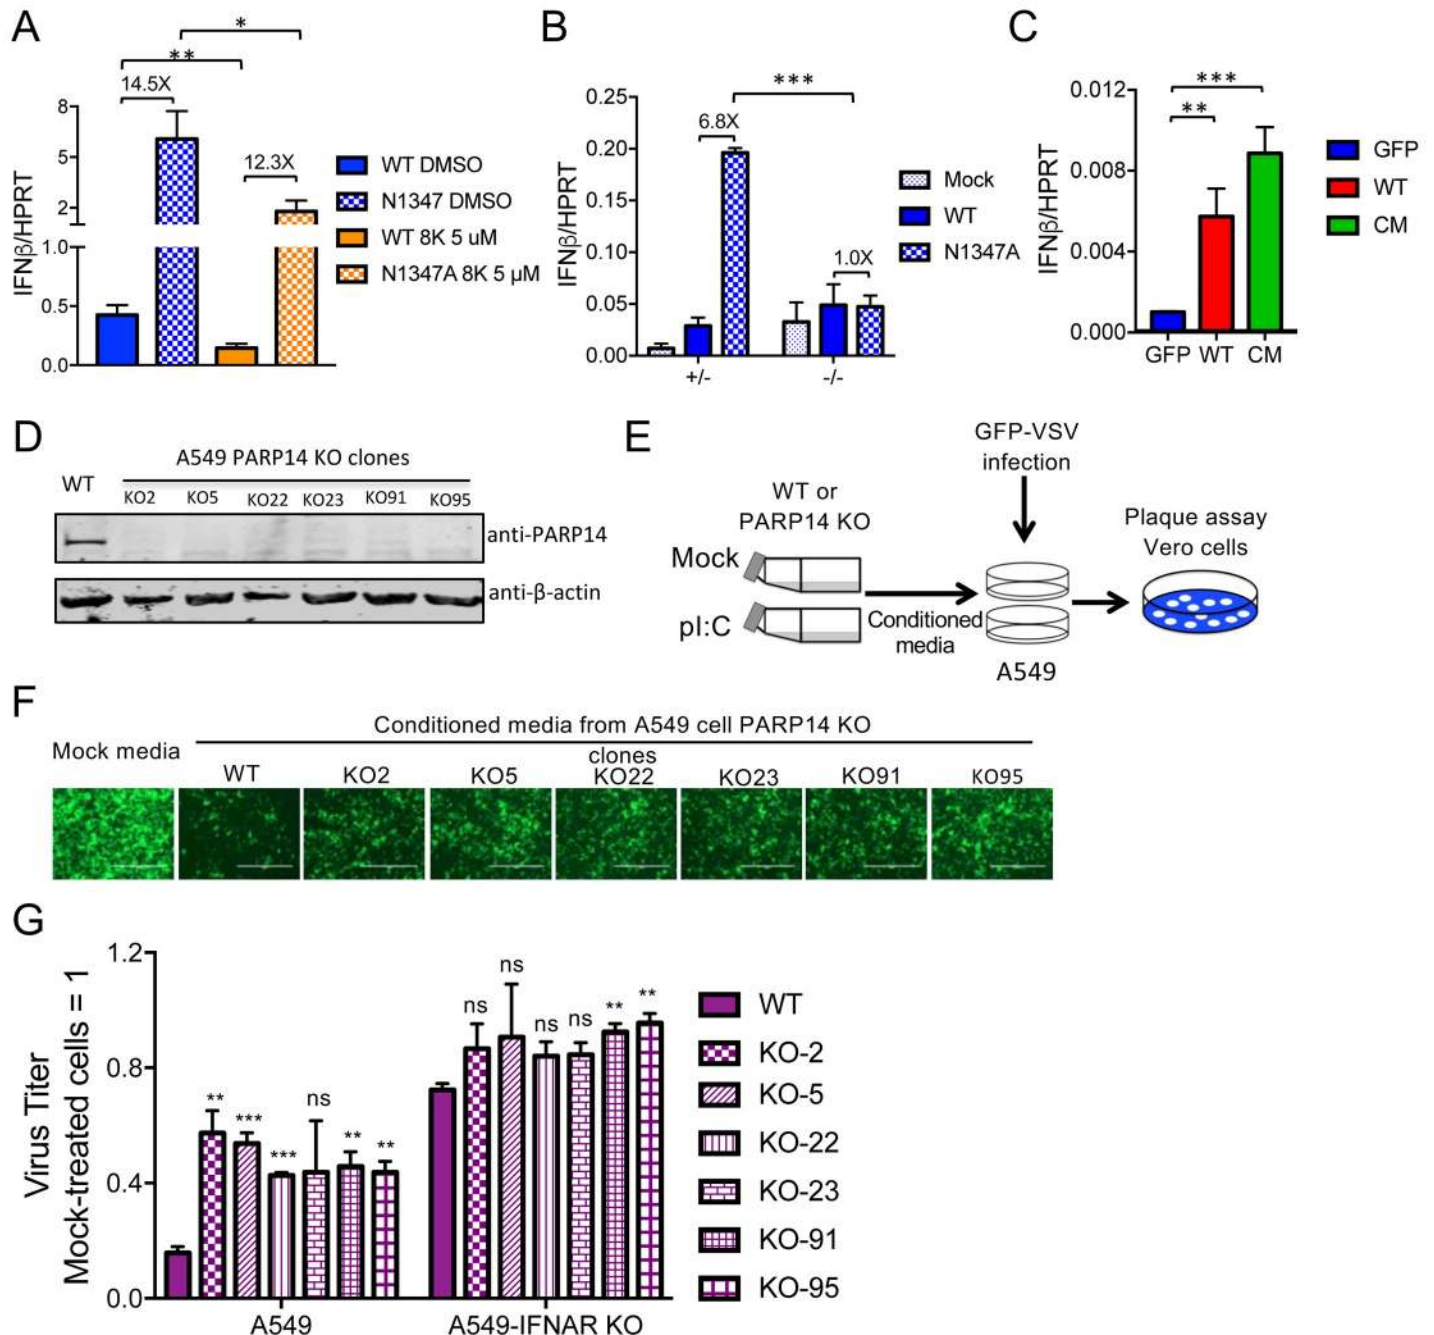 A
*
**
14.5X
12.3X
8
5
2
1.0
0.5
0.0
IFNβ/HPRT
WT DMSO
N1347 DMSO
WT 8K 5 uM
N1347A 8K 5 µM
B
***
6.8X
1.0X
0.25
0.20
0.15
0.10
0.05
0.00
IFNβ/HPRT
+/-
-/-
Mock
WT
N1347A
C
***
**
0.012
0.008
0.004
0.000
IFNβ/HPRT
GFP WT CM
GFP
WT
CM
D
A549 PARP14 KO clones
WT
KO2 KO5 KO22 KO23 KO91 KO95
anti-PARP14
anti-β-actin
E
GFP-VSV
infection
WT or
PARP14 KO
Mock
pI:C
Conditioned
media
A549
Plaque assay
Vero cells
F
Conditioned media from A549 cell PARP14 KO
clones
Mock media
WT KO2 KO5 KO22 KO23 KO91 KO95
G
Virus Titer
Mock-treated cells = 1
1.2
0.8
0.4
0.0
** *** *** ns ** **
ns ns ns ns ** **
A549
A549-IFNAR KO
WT
KO-2
KO-5
KO-22
KO-23
KO-91
KO-95